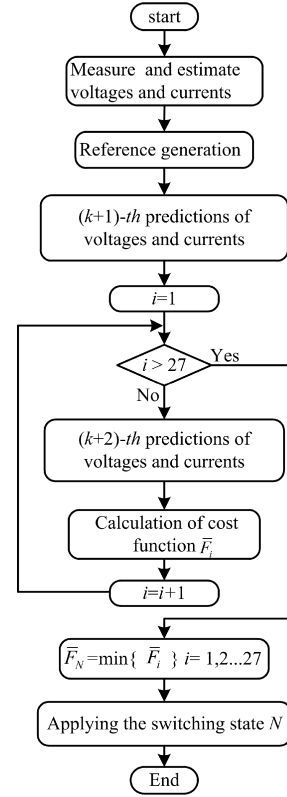 start
Measure and estimate
voltages and currents
Reference generation
(k+1)-th predictions of
voltages and currents
i=1
i > 27
Yes
No
(k+2)-th predictions of
voltages and currents
Calculation of cost
function F̅i
i=i+1
F̅N =min{ F̅i } i= 1,2...27
Applying the switching state N
End